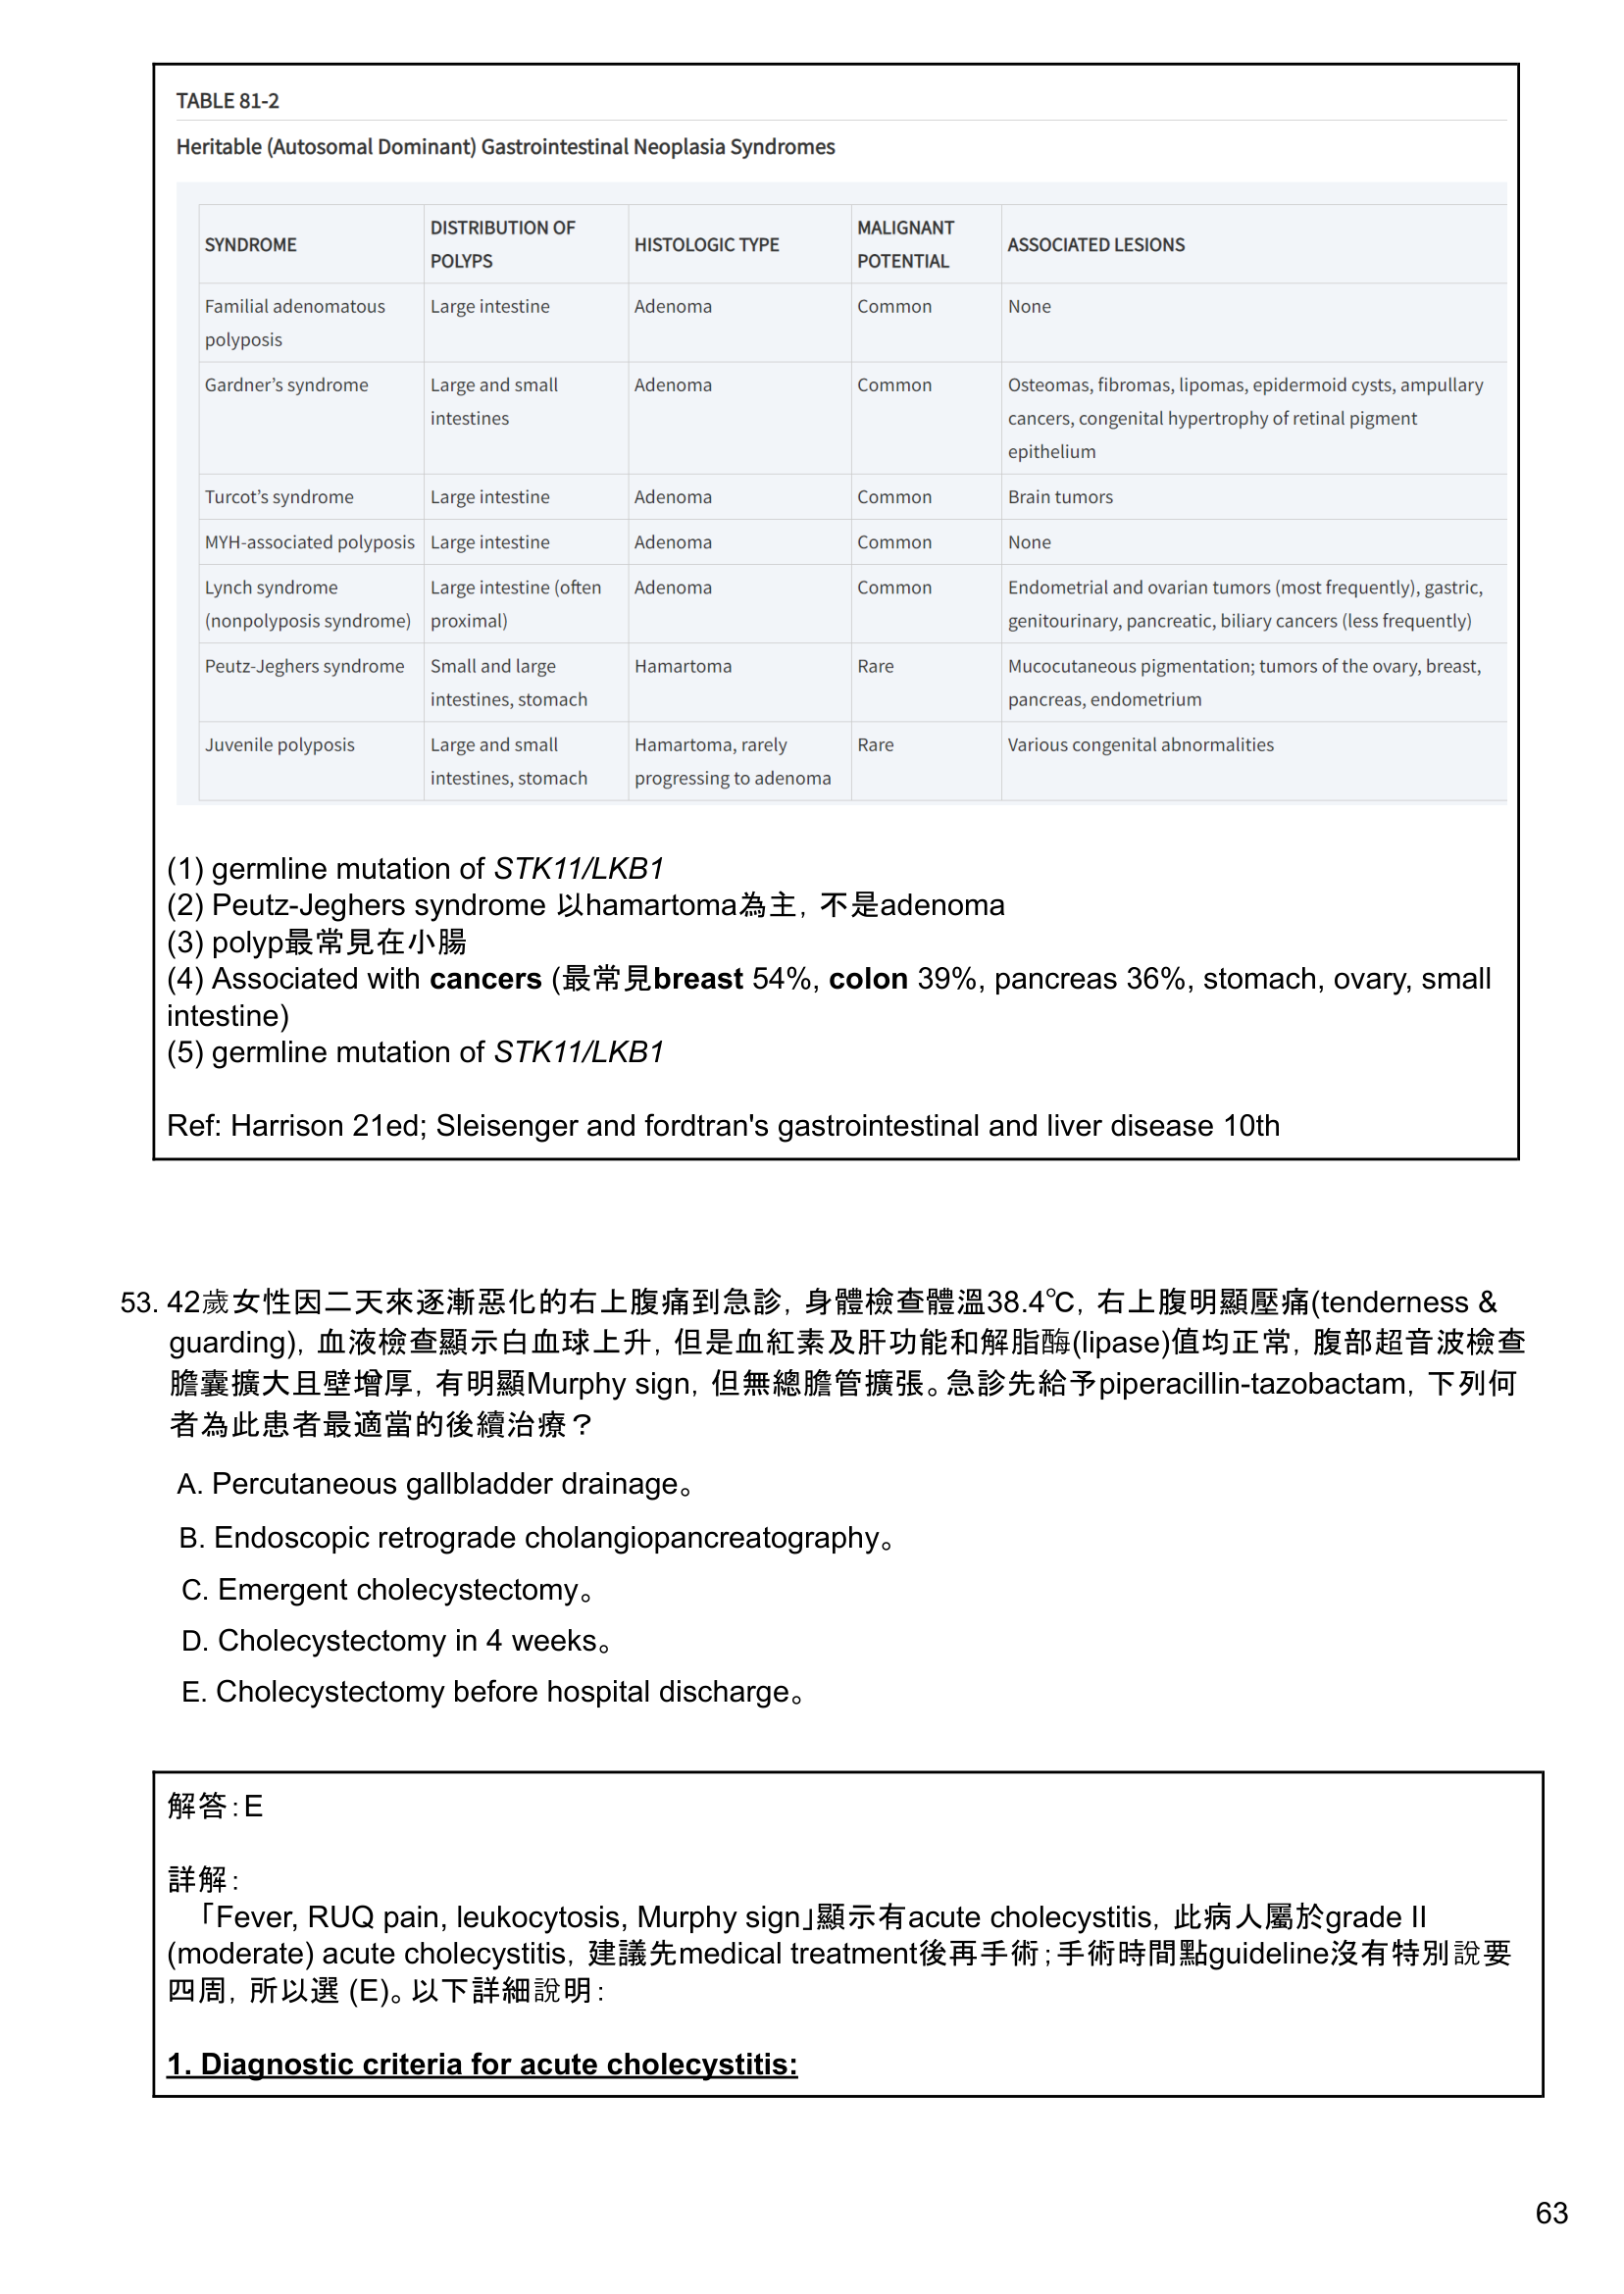 TABLE 81-2
Heritable (Autosomal Dominant) Gastrointestinal Neoplasia Syndromes
SYNDROME DISTRIBUTION OF POLYPS HISTOLOGIC TYPE MALIGNANT POTENTIAL ASSOCIATED LESIONS
Familial adenomatous polyposis Large intestine Adenoma Common None
Gardner's syndrome Large and small intestines Adenoma Common Osteomas, fibromas, lipomas, epidermoid cysts, ampullary cancers, congenital hypertrophy of retinal pigment epithelium
Turcot's syndrome Large intestine Adenoma Common Brain tumors
MYH-associated polyposis Large intestine Adenoma Common None
Lynch syndrome (nonpolyposis syndrome) Large intestine (often proximal) Adenoma Common Endometrial and ovarian tumors (most frequently), gastric, genitourinary, pancreatic, biliary cancers (less frequently)
Peutz-Jeghers syndrome Small and large intestines, stomach Hamartoma Rare Mucocutaneous pigmentation; tumors of the ovary, breast, pancreas, endometrium
Juvenile polyposis Large and small intestines, stomach Hamartoma, rarely progressing to adenoma Rare Various congenital abnormalities
(1) germline mutation of STK11/LKB1
(2) Peutz-Jeghers syndrome 以hamartoma為主，不是adenoma
(3) polyp最常見在小腸
(4) Associated with cancers (最常見breast 54%, colon 39%, pancreas 36%, stomach, ovary, small
intestine)
(5) germline mutation of STK11/LKB1
Ref: Harrison 21ed; Sleisenger and fordtran's gastrointestinal and liver disease 10th
53. 42歲女性因二天來逐漸惡化的右上腹痛到急診，身體檢查體溫38.4℃，右上腹明顯壓痛(tenderness &
guarding)，血液檢查顯示白血球上升，但是血紅素及肝功能和解脂酶(lipase)值均正常，腹部超音波檢查
膽囊擴大且壁增厚，有明顯Murphy sign，但無總膽管擴張。急診先給予piperacillin-tazobactam，下列何
者為此患者最適當的後續治療？
A. Percutaneous gallbladder drainage。
B. Endoscopic retrograde cholangiopancreatography。
C. Emergent cholecystectomy。
D. Cholecystectomy in 4 weeks。
E. Cholecystectomy before hospital discharge。
解答：E
詳解：
「Fever, RUQ pain, leukocytosis, Murphy sign」顯示有acute cholecystitis，此病人屬於grade II
(moderate) acute cholecystitis，建議先medical treatment後再手術；手術時間點guideline沒有特別說要
四周，所以選 (E)。以下詳細說明：
1. Diagnostic criteria for acute cholecystitis:
63